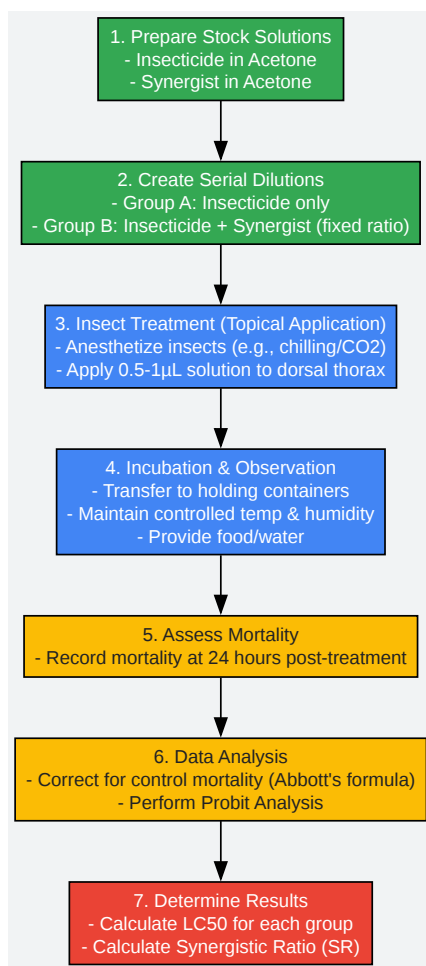 1. Prepare Stock Solutions
- Insecticide in Acetone
- Synergist in Acetone
2. Create Serial Dilutions
- Group A: Insecticide only
- Group B: Insecticide + Synergist (fixed ratio)
3. Insect Treatment (Topical Application)
- Anesthetize insects (e.g., chilling/CO2)
- Apply 0.5-1µL solution to dorsal thorax
4. Incubation & Observation
- Transfer to holding containers
- Maintain controlled temp & humidity
- Provide food/water
5. Assess Mortality
- Record mortality at 24 hours post-treatment
6. Data Analysis
- Correct for control mortality (Abbott's formula)
- Perform Probit Analysis
7. Determine Results
- Calculate LC50 for each group
- Calculate Synergistic Ratio (SR)